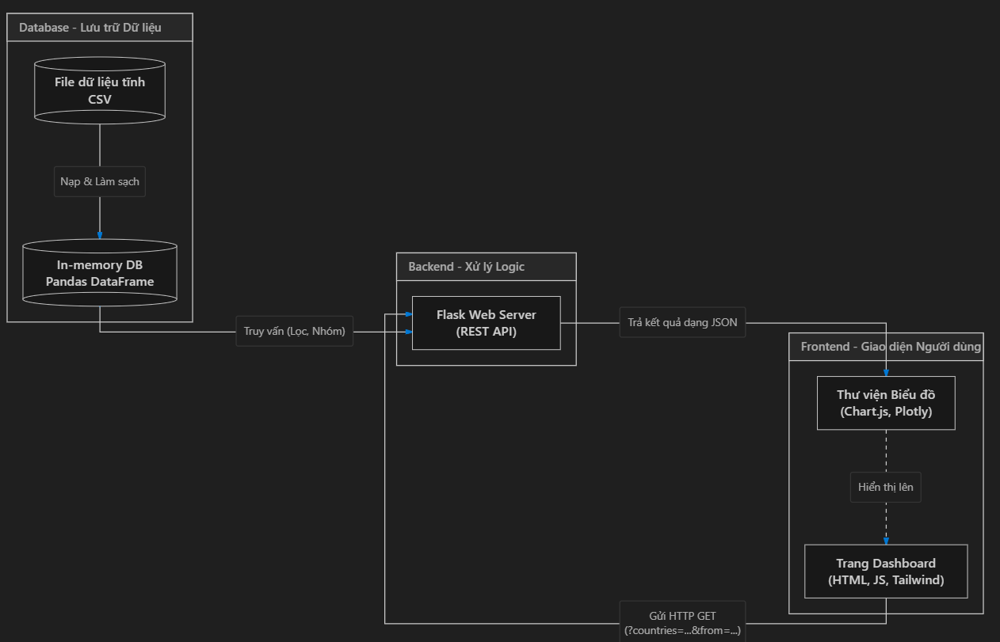 Database - Lưu trữ Dữ liệu
File dữ liệu tĩnh
CSV
Nạp & Làm sạch
In-memory DB
Pandas DataFrame
Truy vấn (Lọc, Nhóm)
Backend - Xử lý Logic
Flask Web Server
(REST API)
Trả kết quả dạng JSON
Frontend - Giao diện Người dùng
Thư viện Biểu đồ
(Chart.js, Plotly)
Hiển thị lên
Trang Dashboard
(HTML, JS, Tailwind)
Gửi HTTP GET
(?countries=...&from=...)